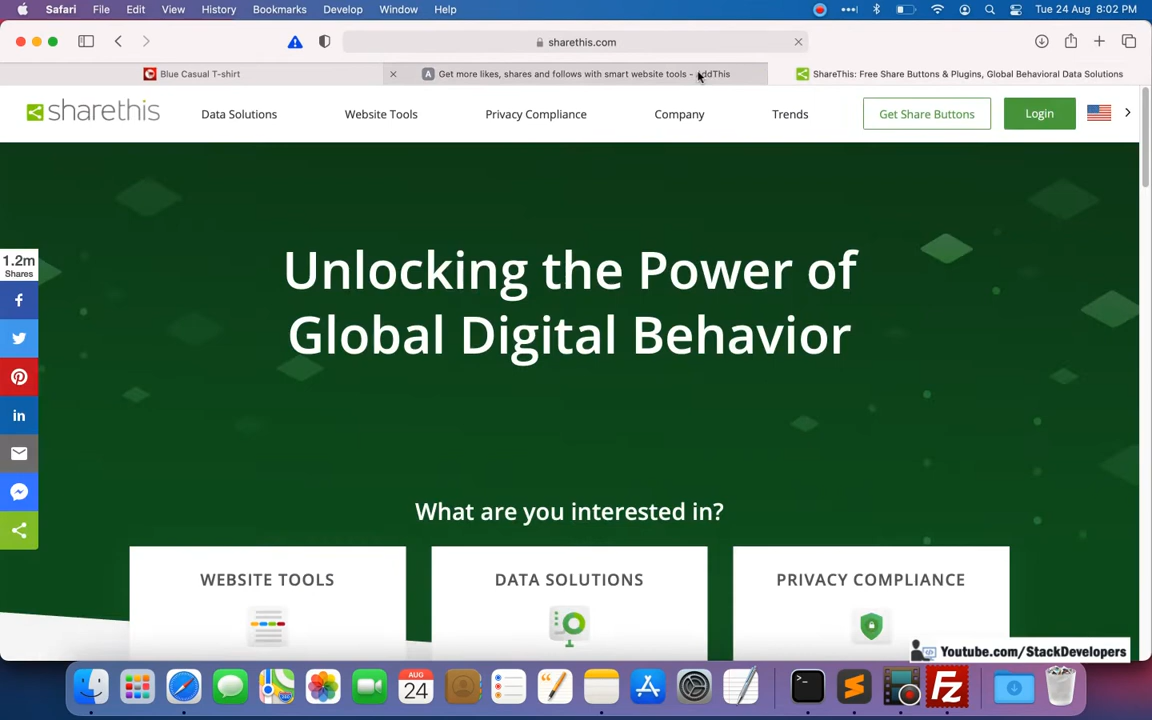 Safari File Edit View History Bookmarks Develop Window Help Tue 24 Aug 8:02 PM
sharethis.com
Blue Casual T-shirt
Get more likes, shares and follows with smart website tools - AddThis
ShareThis: Free Share Buttons & Plugins, Global Behavioral Data Solutions
sharethis Data Solutions Website Tools Privacy Compliance Company Trends Get Share Buttons Login
Unlocking the Power of
Global Digital Behavior
1.2m
Shares
What are you interested in?
WEBSITE TOOLS DATA SOLUTIONS PRIVACY COMPLIANCE
Youtube.com/StackDevelopers
AUG
24